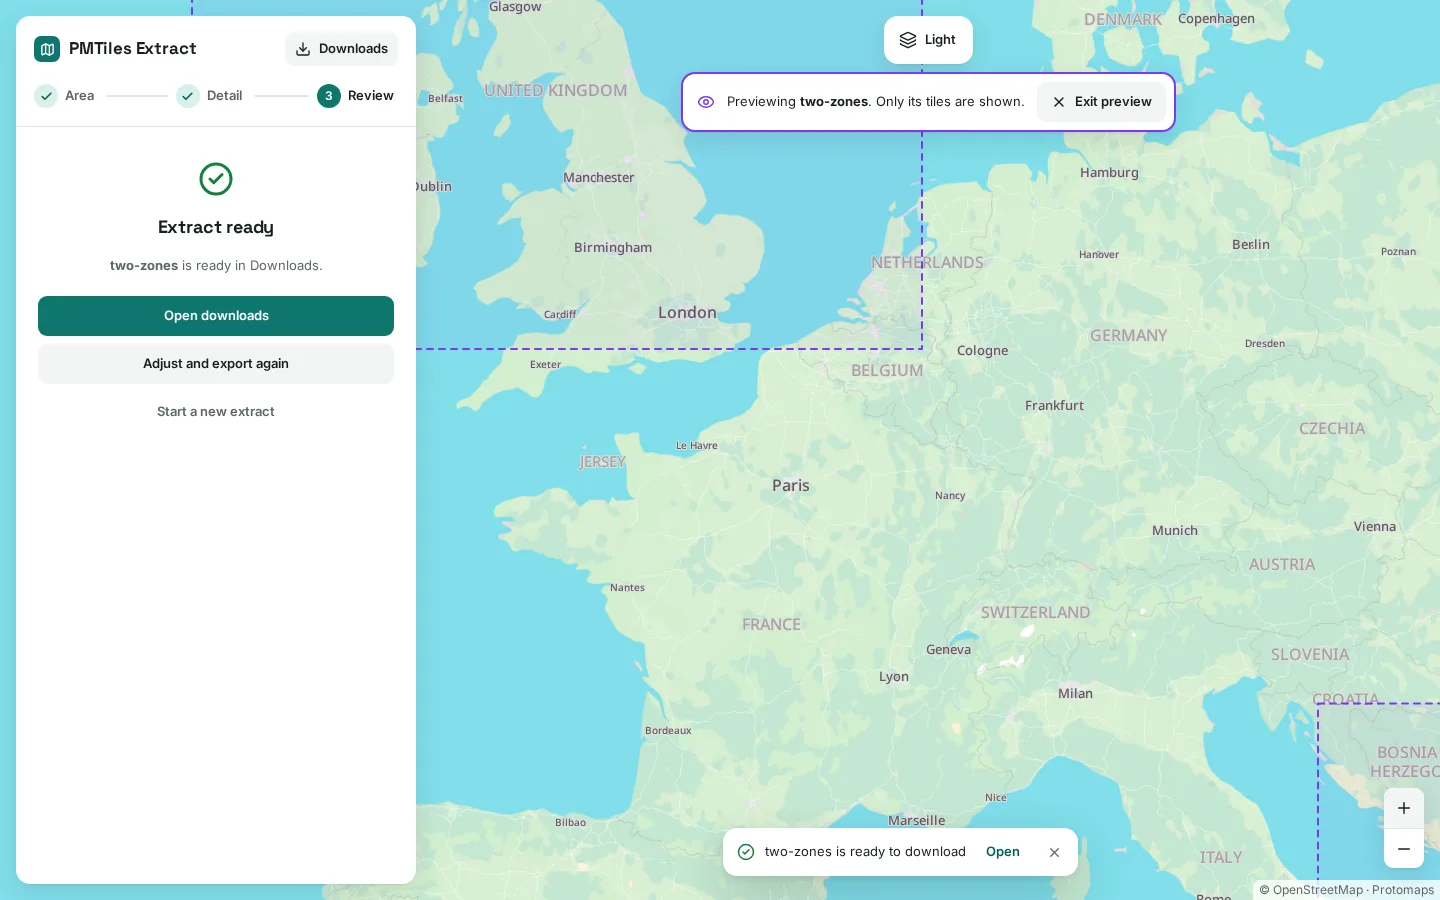 PMTiles Extract
Downloads
Area
Detail
3
Review
Extract ready
two-zones is ready in Downloads.
Open downloads
Adjust and export again
Start a new extract
Light
Previewing two-zones. Only its tiles are shown.
Exit preview
Glasgow
DENMARK
Copenhagen
UNITED KINGDOM
Belfast
Manchester
Hamburg
Birmingham
Berlin
Hanover
Poznan
NETHERLANDS
Cardiff
London
GERMANY
Dresden
Cologne
Exeter
BELGIUM
Frankfurt
CZECHIA
Le Havre
JERSEY
Paris
Nancy
Munich
Vienna
AUSTRIA
Nantes
SWITZERLAND
FRANCE
Geneva
SLOVENIA
Lyon
Milan
CROATIA
Bordeaux
BOSNIA
HERZEGO
Nice
Bilbao
Marseille
ITALY
two-zones is ready to download
Open
© OpenStreetMap · Protomaps